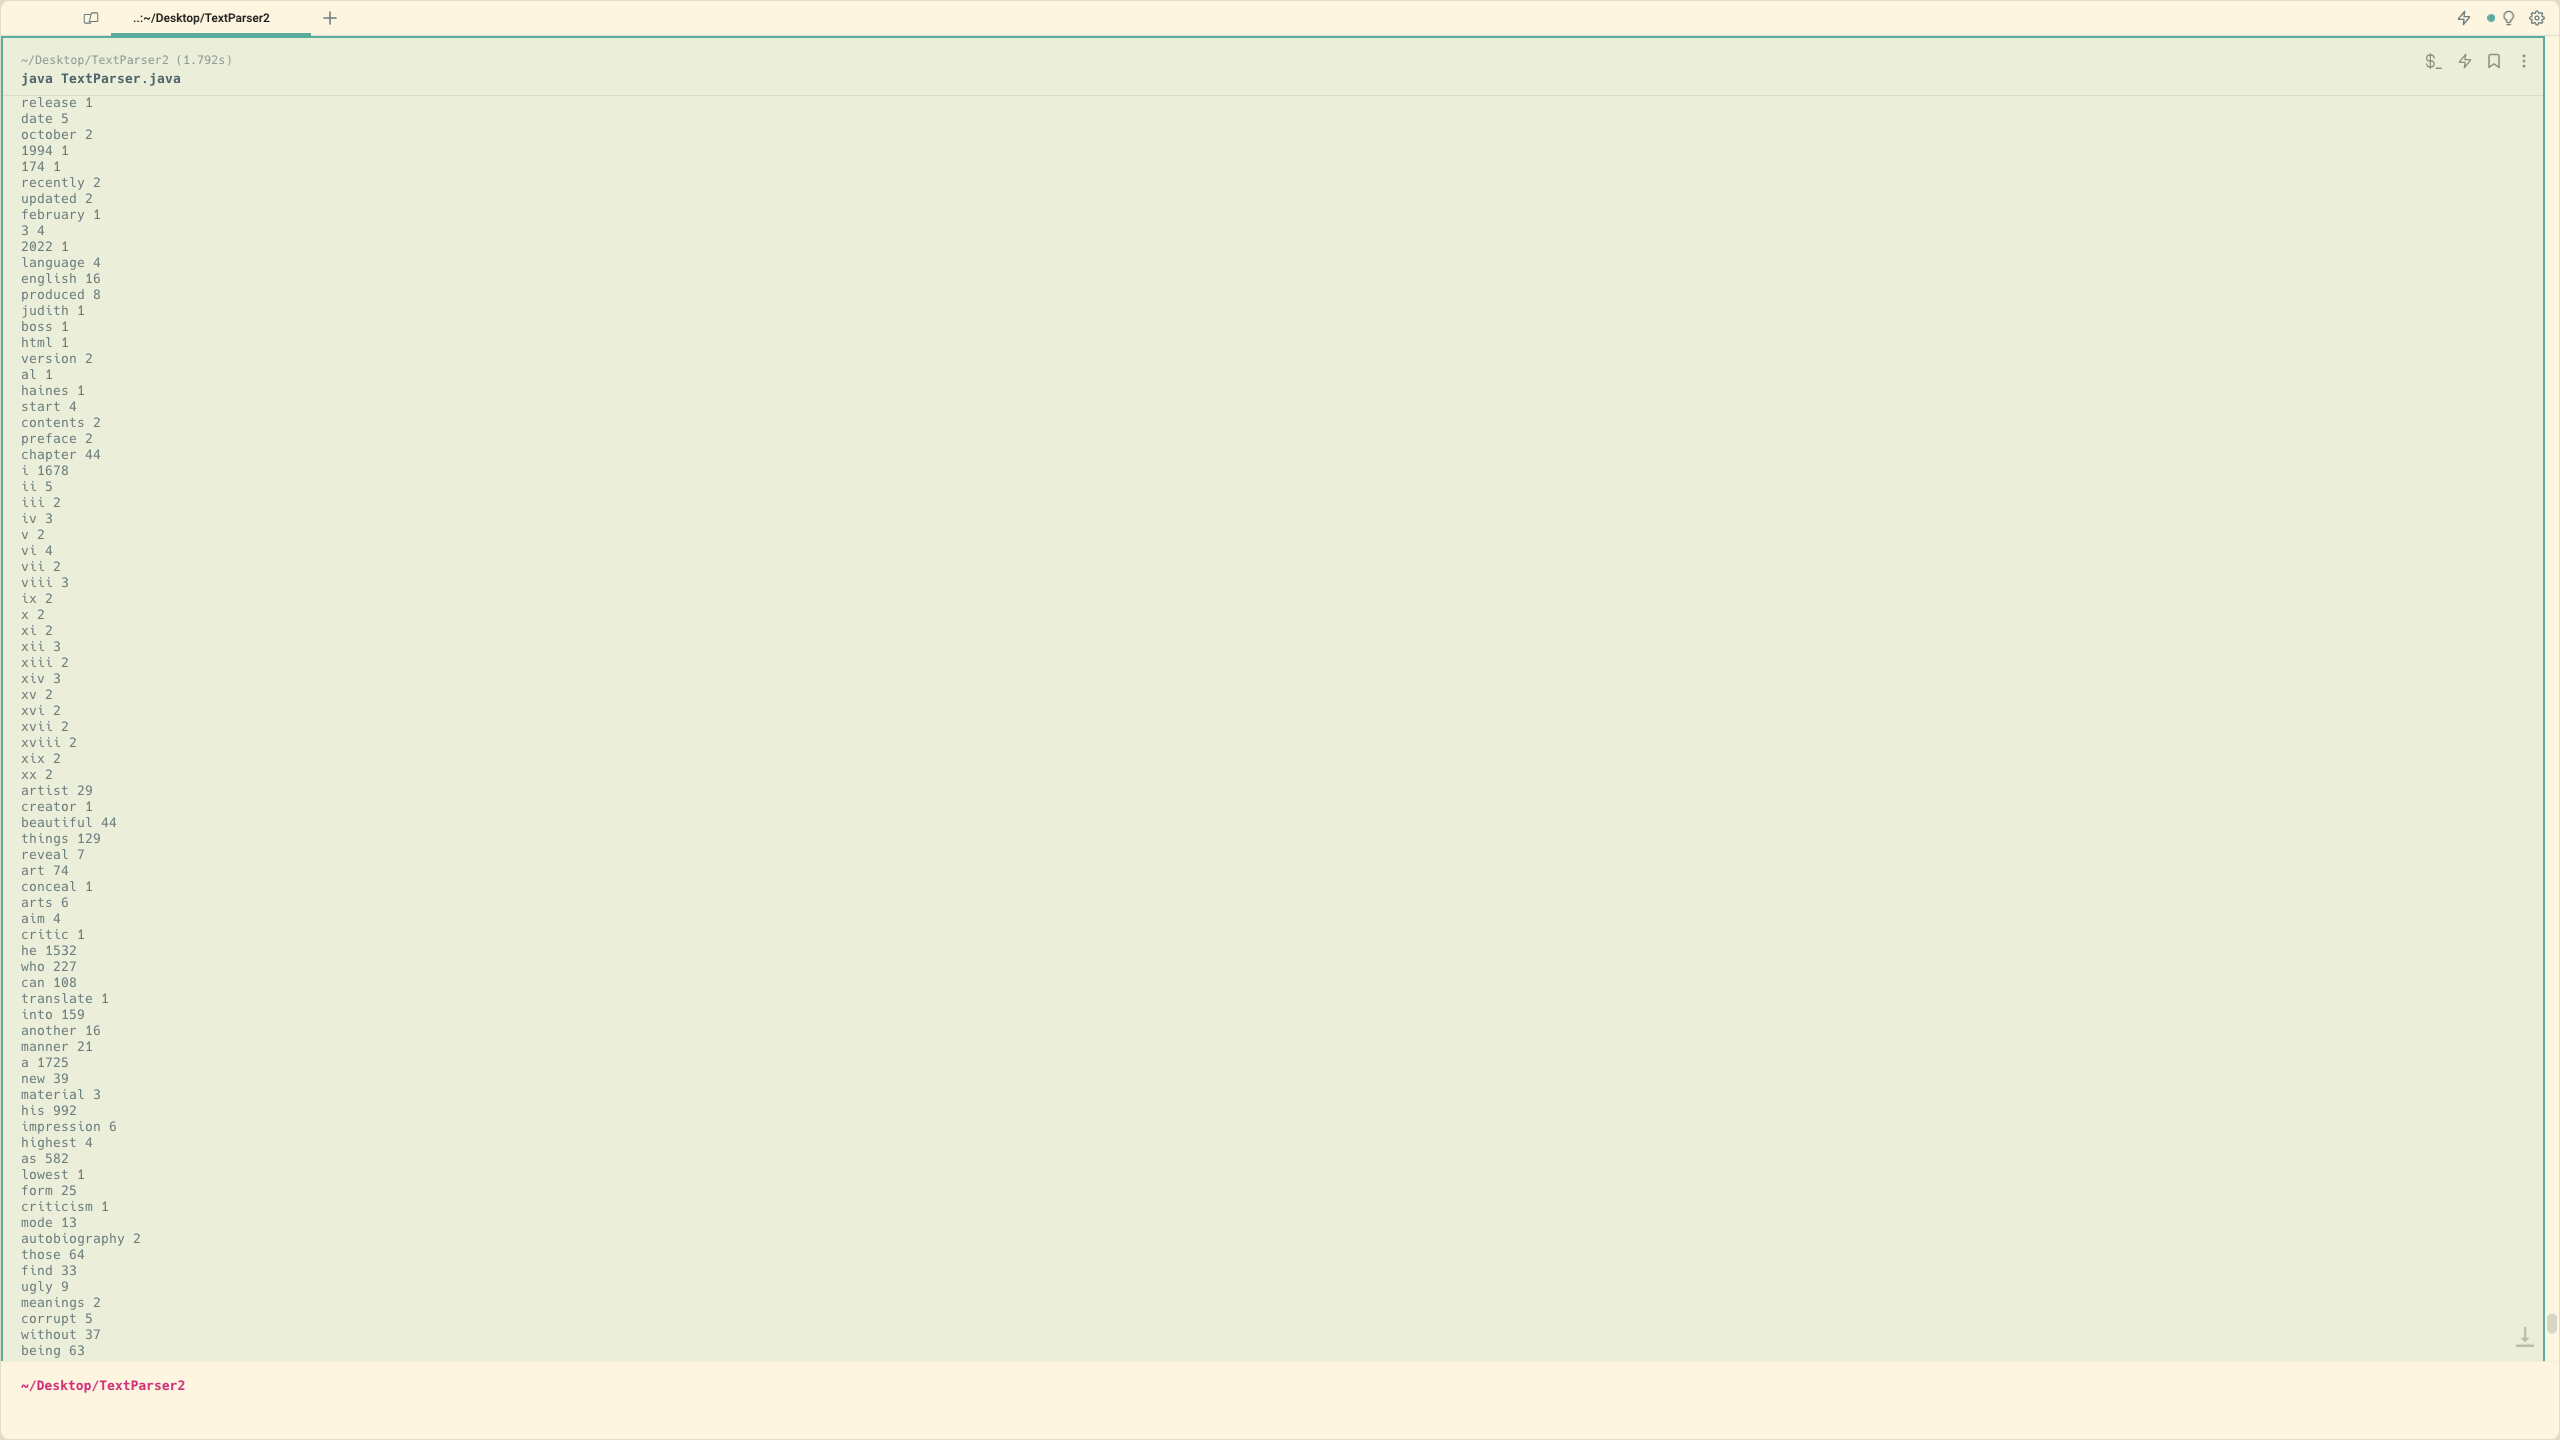 ..:~/Desktop/TextParser2
~/Desktop/TextParser2 (1.792s)
java TextParser.java
release 1
date 5
october 2
1994 1
174 1
recently 2
updated 2
february 1
3 4
2022 1
language 4
english 16
produced 8
judith 1
boss 1
html 1
version 2
al 1
haines 1
start 4
contents 2
preface 2
chapter 44
i 1678
ii 5
iii 2
iv 3
v 2
vi 4
vii 2
viii 3
ix 2
x 2
xi 2
xii 3
xiii 2
xiv 3
xv 2
xvi 2
xvii 2
xviii 2
xix 2
xx 2
artist 29
creator 1
beautiful 44
things 129
reveal 7
art 74
conceal 1
arts 6
aim 4
critic 1
he 1532
who 227
can 108
translate 1
into 159
another 16
manner 21
a 1725
new 39
material 3
his 992
impression 6
highest 4
as 582
lowest 1
form 25
criticism 1
mode 13
autobiography 2
those 64
find 33
ugly 9
meanings 2
corrupt 5
without 37
being 63
~/Desktop/TextParser2